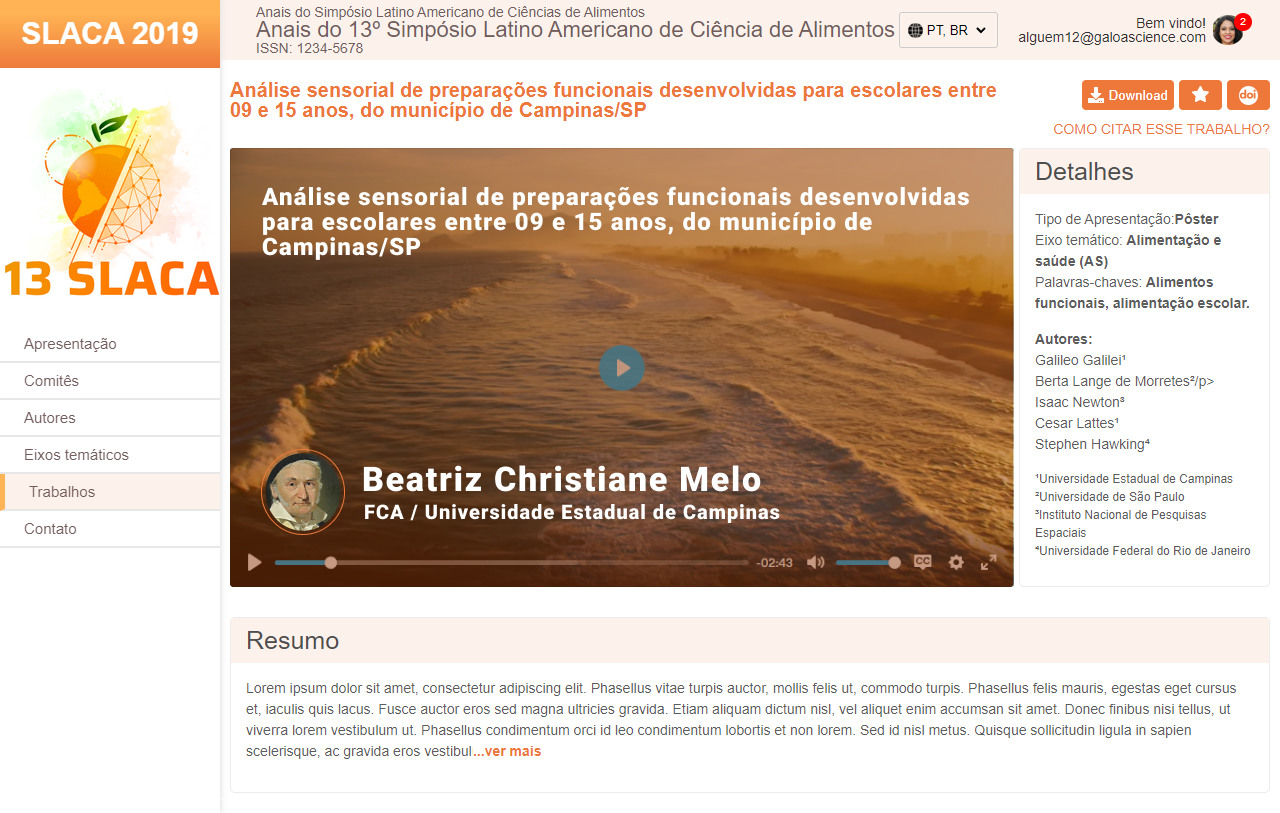 SLACA 2019
Anais do Simpósio Latino Americano de Ciências de Alimentos
Anais do 13º Simpósio Latino Americano de Ciência de Alimentos
ISSN: 1234-5678
PT, BR
Bem vindo!
alguem12@galoascience.com
2
13 SLACA
Apresentação
Comitês
Autores
Eixos temáticos
Trabalhos
Contato
Análise sensorial de preparações funcionais desenvolvidas para escolares entre
09 e 15 anos, do município de Campinas/SP
Download
doi
COMO CITAR ESSE TRABALHO?
Análise sensorial de preparações funcionais desenvolvidas
para escolares entre 09 e 15 anos, do município de
Campinas/SP
Beatriz Christiane Melo
FCA / Universidade Estadual de Campinas
-02:43
CC
Detalhes
Tipo de Apresentação:Pôster
Eixo temático: Alimentação e
saúde (AS)
Palavras-chaves: Alimentos
funcionais, alimentação escolar.
Autores:
Galileo Galilei¹
Berta Lange de Morretes²/p>
Isaac Newton³
Cesar Lattes¹
Stephen Hawking⁴
¹Universidade Estadual de Campinas
²Universidade de São Paulo
³Instituto Nacional de Pesquisas
Espaciais
⁴Universidade Federal do Rio de Janeiro
Resumo
Lorem ipsum dolor sit amet, consectetur adipiscing elit. Phasellus vitae turpis auctor, mollis felis ut, commodo turpis. Phasellus felis mauris, egestas eget cursus
et, iaculis quis lacus. Fusce auctor eros sed magna ultricies gravida. Etiam aliquam dictum nisl, vel aliquet enim accumsan sit amet. Donec finibus nisi tellus, ut
viverra lorem vestibulum ut. Phasellus condimentum orci id leo condimentum lobortis et non lorem. Sed id nisl metus. Quisque sollicitudin ligula in sapien
scelerisque, ac gravida eros vestibul...ver mais